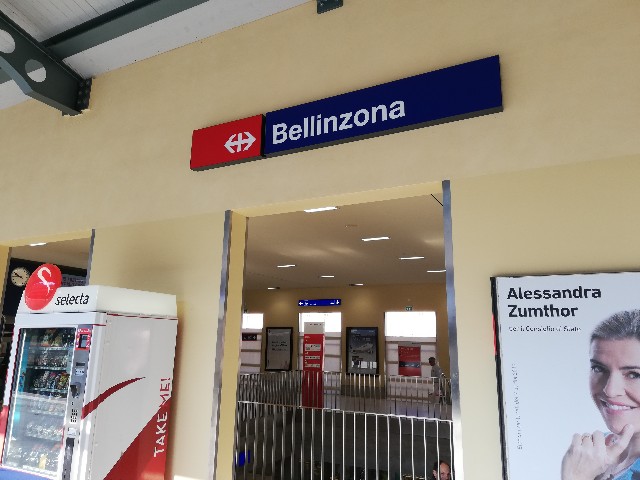 Bellinzona
selecta
TAKE ME!
Alessandra
Zumthor